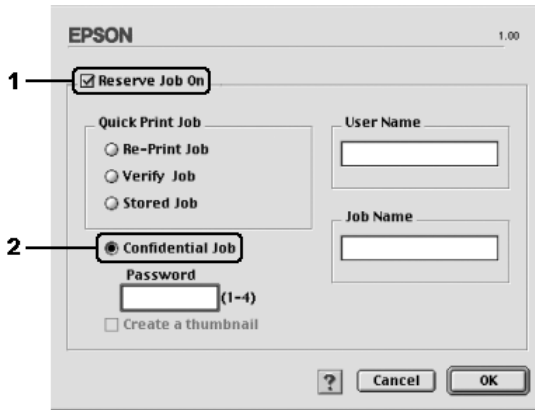 EPSON
1.00
1
Reserve Job On
Quick Print Job
Re-Print Job
Verify Job
Stored Job
User Name
Job Name
2
Confidential Job
Password
(1-4)
Create a thumbnail
?
Cancel
OK